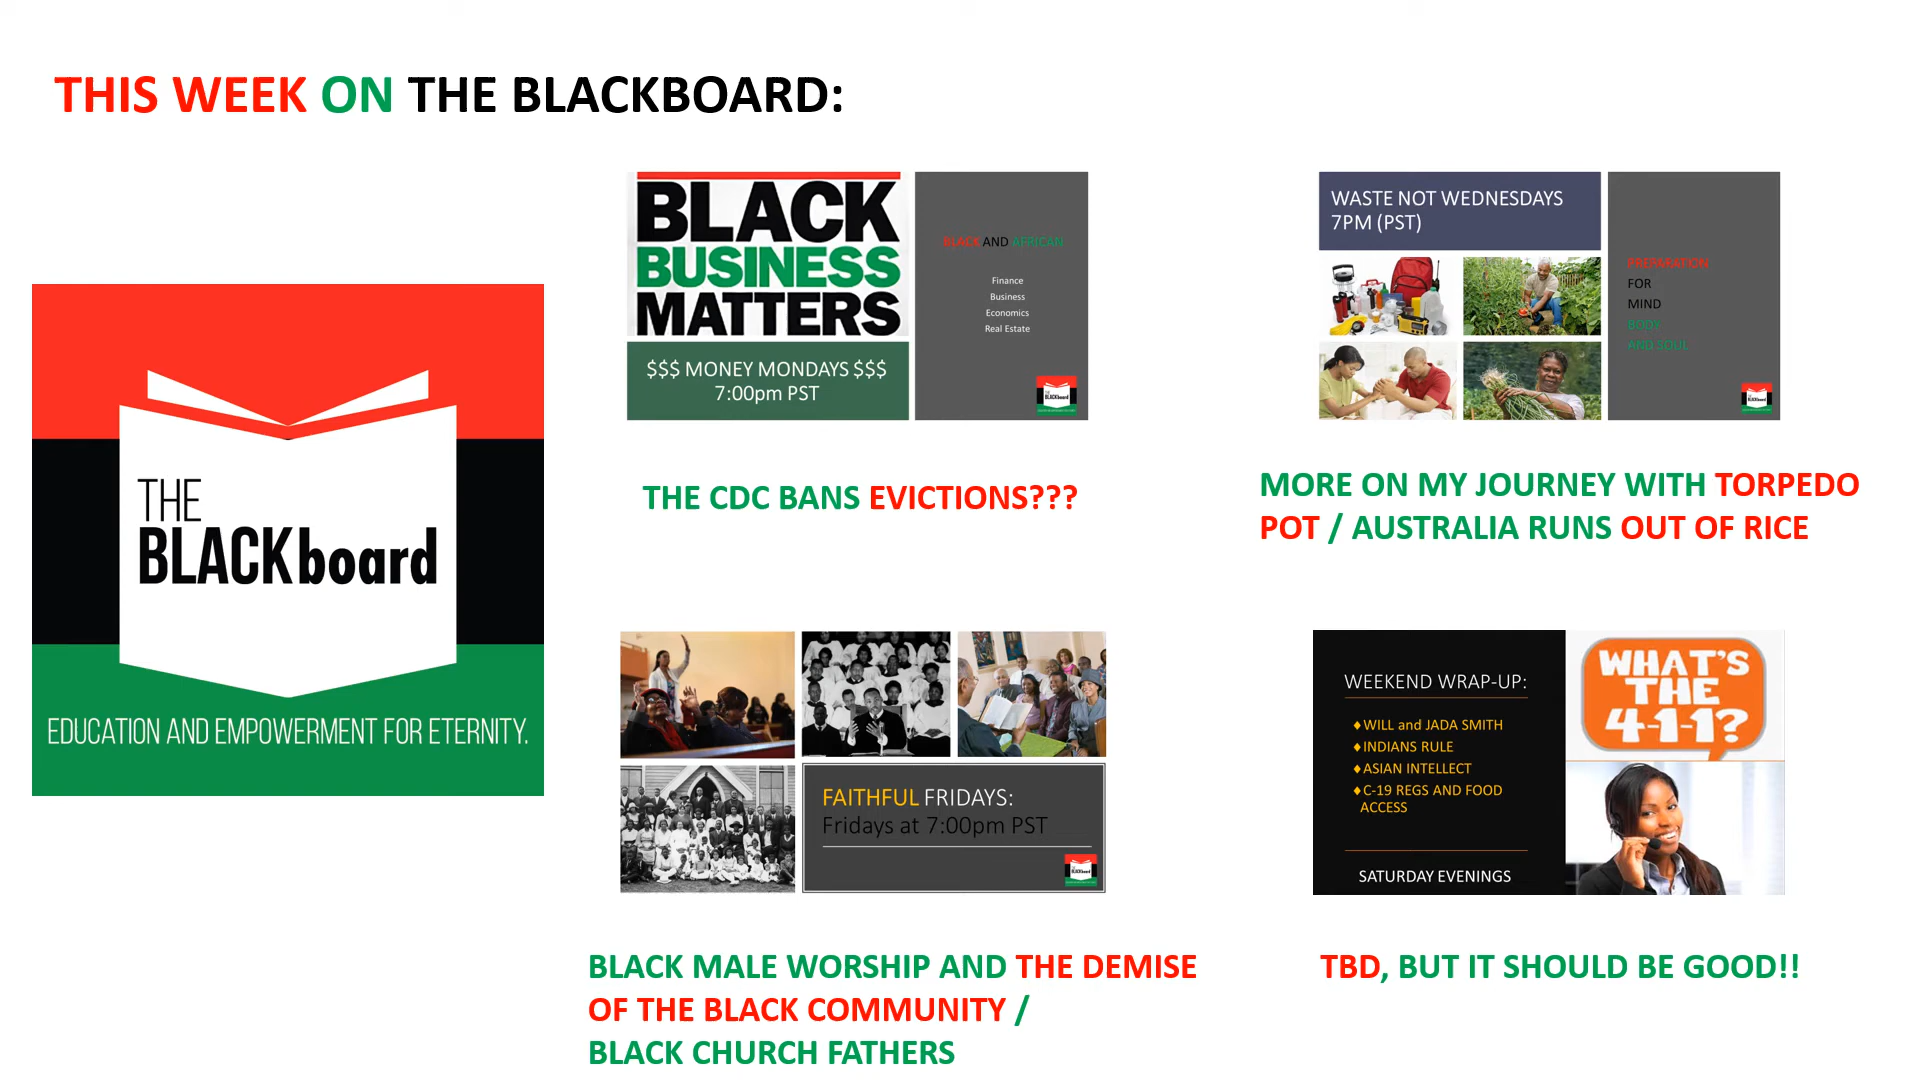 THIS WEEK ON THE BLACKBOARD:
THE
BLACKboard
EDUCATION AND EMPOWERMENT FOR ETERNITY.
BLACK
BUSINESS
MATTERS
$$$ MONEY MONDAYS $$$
7:00pm PST
BLACK AND AFRICAN
Finance
Business
Economics
Real Estate
THE
BLACKboard
THE CDC BANS EVICTIONS???
WASTE NOT WEDNESDAYS
7PM (PST)
PREPARATION
FOR
MIND
BODY
AND SOUL
BLACKboard
MORE ON MY JOURNEY WITH TORPEDO
POT / AUSTRALIA RUNS OUT OF RICE
FAITHFUL FRIDAYS:
Fridays at 7:00pm PST
BLACKboard
BLACK MALE WORSHIP AND THE DEMISE
OF THE BLACK COMMUNITY /
BLACK CHURCH FATHERS
WEEKEND WRAP-UP:
♦WILL and JADA SMITH
♦INDIANS RULE
♦ASIAN INTELLECT
♦C-19 REGS AND FOOD
ACCESS
SATURDAY EVENINGS
WHAT'S
THE
4-1-1?
TBD, BUT IT SHOULD BE GOOD!!